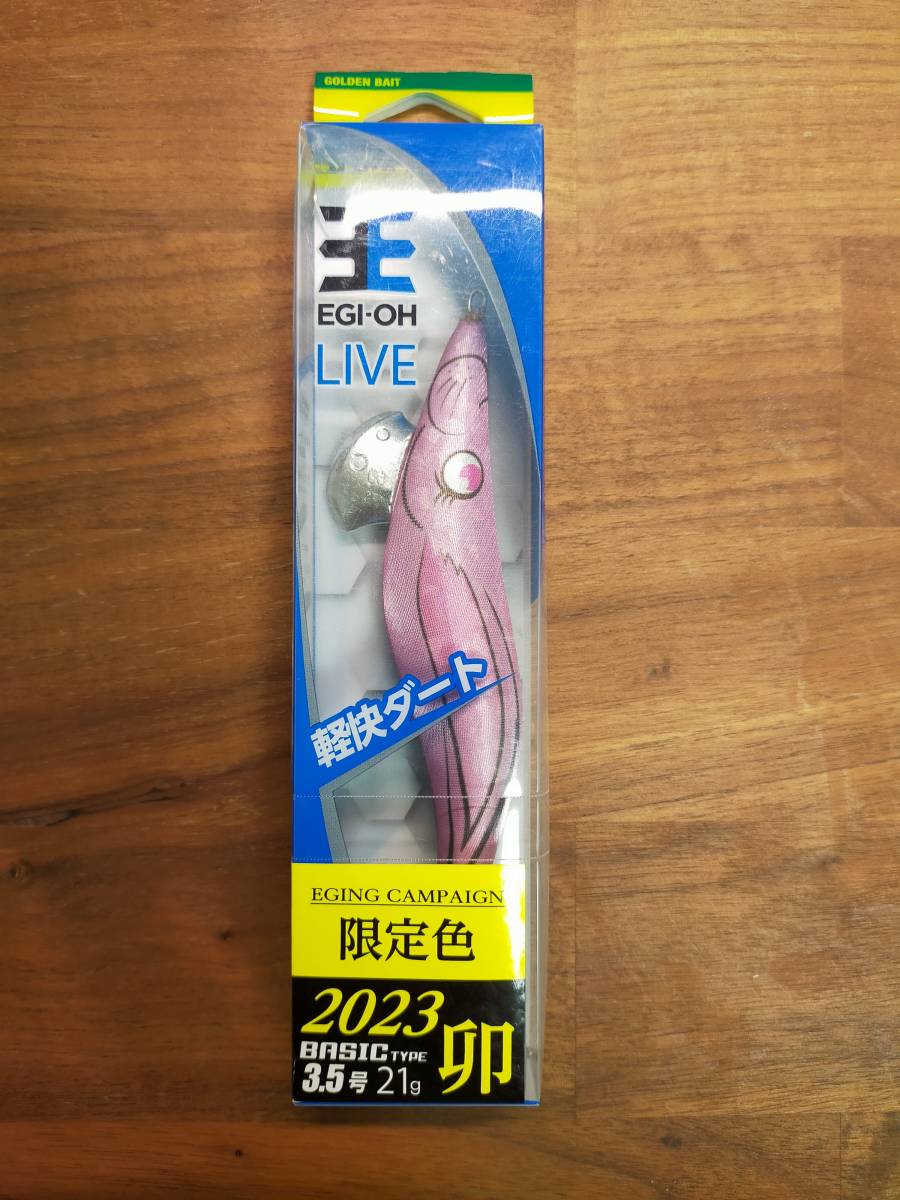 GOLDEN BAIT
王
EGI-OH
LIVE
軽快ダート
EGING CAMPAIGN
限定色
2023
BASIC TYPE
卯
3.5号 21g